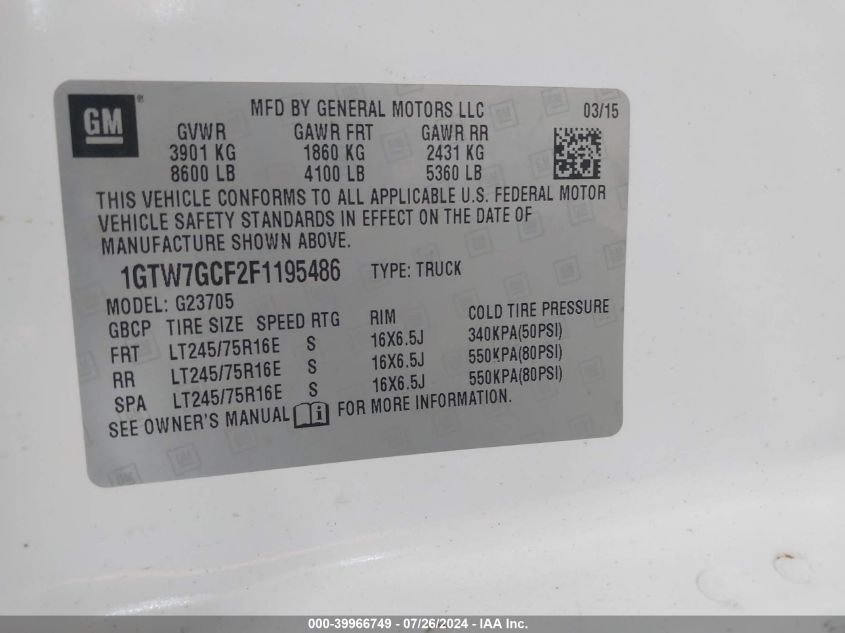 GM ®
MFD BY GENERAL MOTORS LLC 03/15
GVWR GAWR FRT GAWR RR
3901 KG 1860 KG 2431 KG
8600 LB 4100 LB 5360 LB
THIS VEHICLE CONFORMS TO ALL APPLICABLE U.S. FEDERAL MOTOR
VEHICLE SAFETY STANDARDS IN EFFECT ON THE DATE OF
MANUFACTURE SHOWN ABOVE.
1GTW7GCF2F1195486 TYPE: TRUCK
MODEL: G23705
GBCP TIRE SIZE SPEED RTG RIM COLD TIRE PRESSURE
FRT LT245/75R16E S 16X6.5J 340KPA(50PSI)
RR LT245/75R16E S 16X6.5J 550KPA(80PSI)
SPA LT245/75R16E S 16X6.5J 550KPA(80PSI)
SEE OWNER'S MANUAL i FOR MORE INFORMATION.
000-39966749 - 07/26/2024 - IAA Inc.